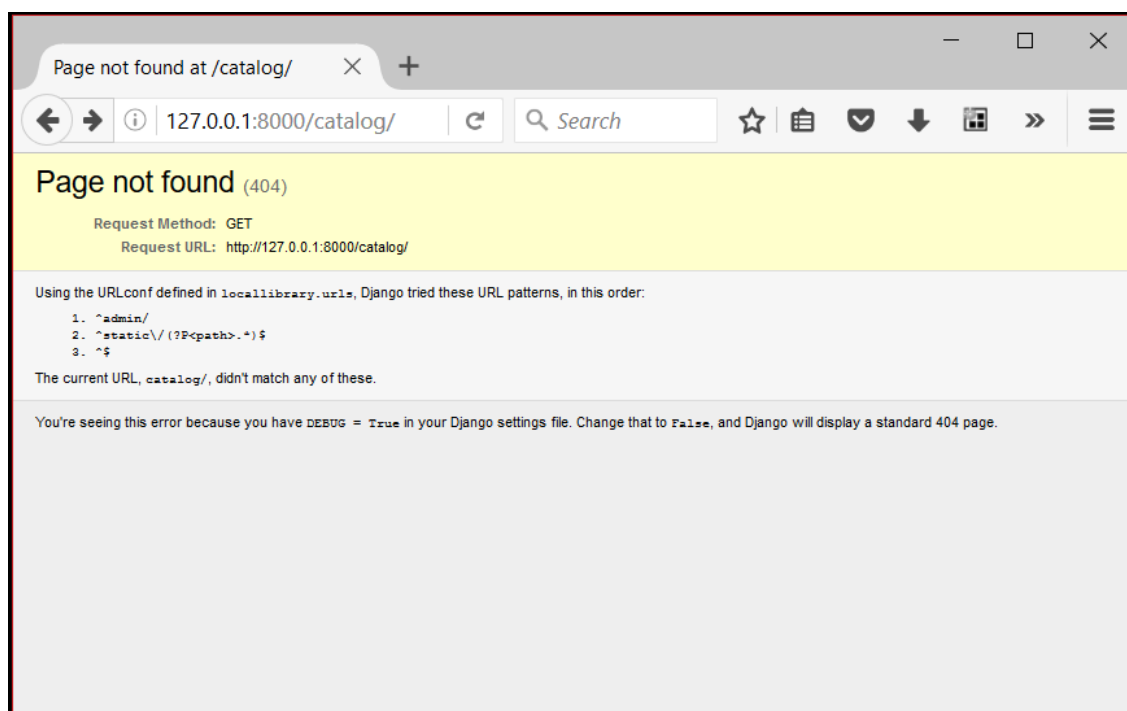 Page not found at /catalog/
127.0.0.1:8000/catalog/
Search
Page not found (404)
Request Method: GET
Request URL: http://127.0.0.1:8000/catalog/
Using the URLconf defined in locallibrary.urls, Django tried these URL patterns, in this order:
1. ^admin/
2. ^static\/(?P<path>.*)$
3. ^$
The current URL, catalog/, didn't match any of these.
You're seeing this error because you have DEBUG = True in your Django settings file. Change that to False, and Django will display a standard 404 page.